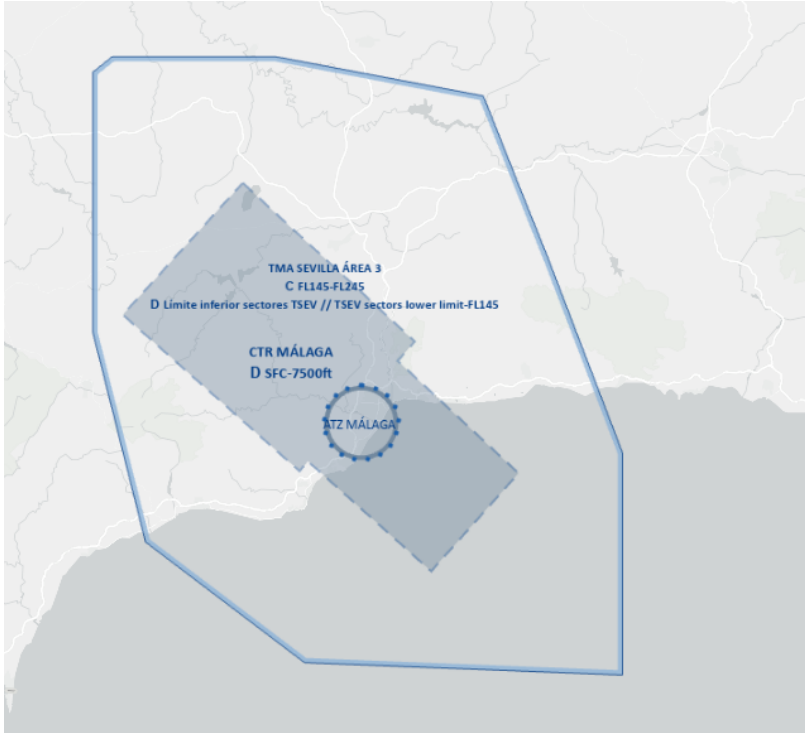 TMA SEVILLA ÁREA 3
C FL145-FL245
D Límite inferior sectores TSEV // TSEV sectors lower limit-FL145
CTR MÁLAGA
D SFC-7500ft
ATZ MÁLAGA